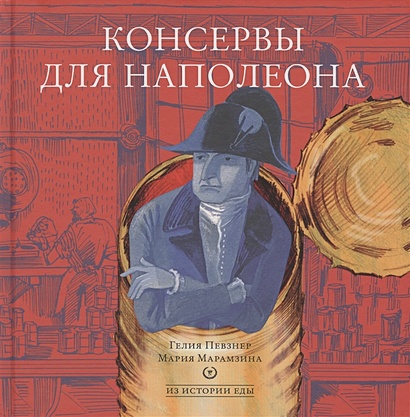 КОНСЕРВЫ
ДЛЯ НАПОЛЕОНА
Гелия Певзнер
Мария Марамзина
ИЗ ИСТОРИИ ЕДЫ